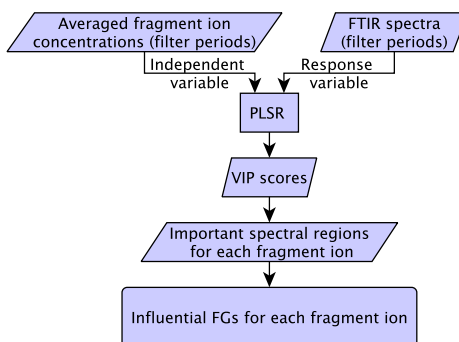 Averaged fragment ion
concentrations (filter periods)
FTIR spectra
(filter periods)
Independent
variable
Response
variable
PLSR
VIP scores
Important spectral regions
for each fragment ion
Influential FGs for each fragment ion